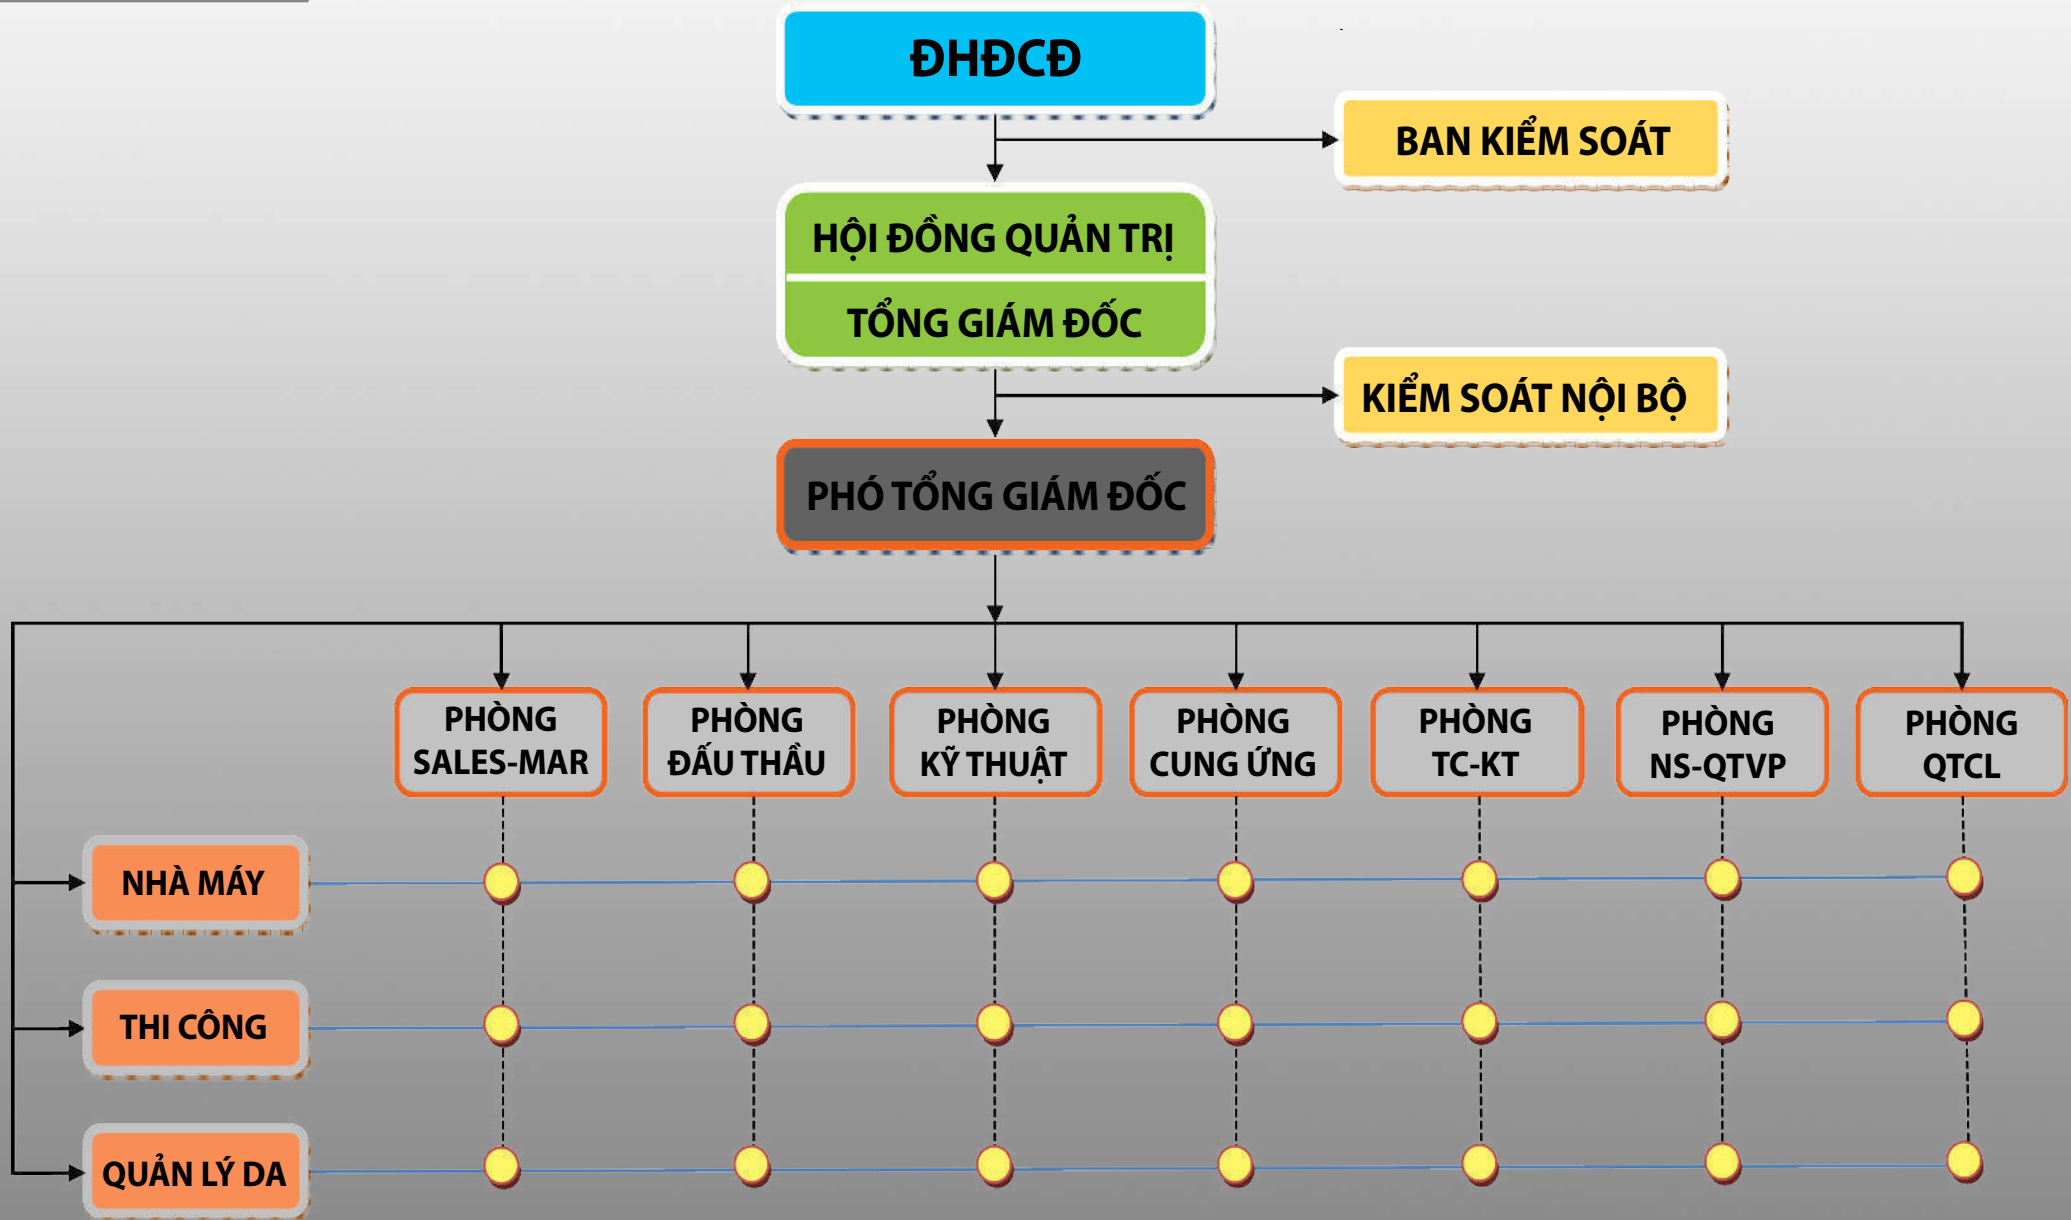 ĐHĐCĐ
BAN KIỂM SOÁT
HỘI ĐỒNG QUẢN TRỊ
TỔNG GIÁM ĐỐC
KIỂM SOÁT NỘI BỘ
PHÓ TỔNG GIÁM ĐỐC
PHÒNG
SALES-MAR
PHÒNG
ĐẤU THẦU
PHÒNG
KỸ THUẬT
PHÒNG
CUNG ỨNG
PHÒNG
TC-KT
PHÒNG
NS-QTVP
PHÒNG
QTCL
NHÀ MÁY
THI CÔNG
QUẢN LÝ DA